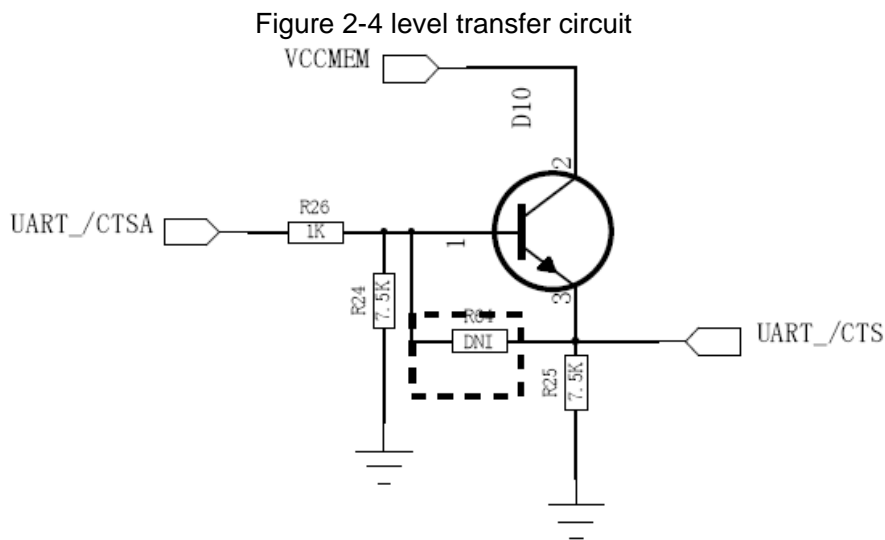 Figure 2-4 level transfer circuit
VCCMEM
D10
2
UART_/CTSA
R26
1K
1
R24
7.5K
3
DNI
UART_/CTS
R25
7.5K